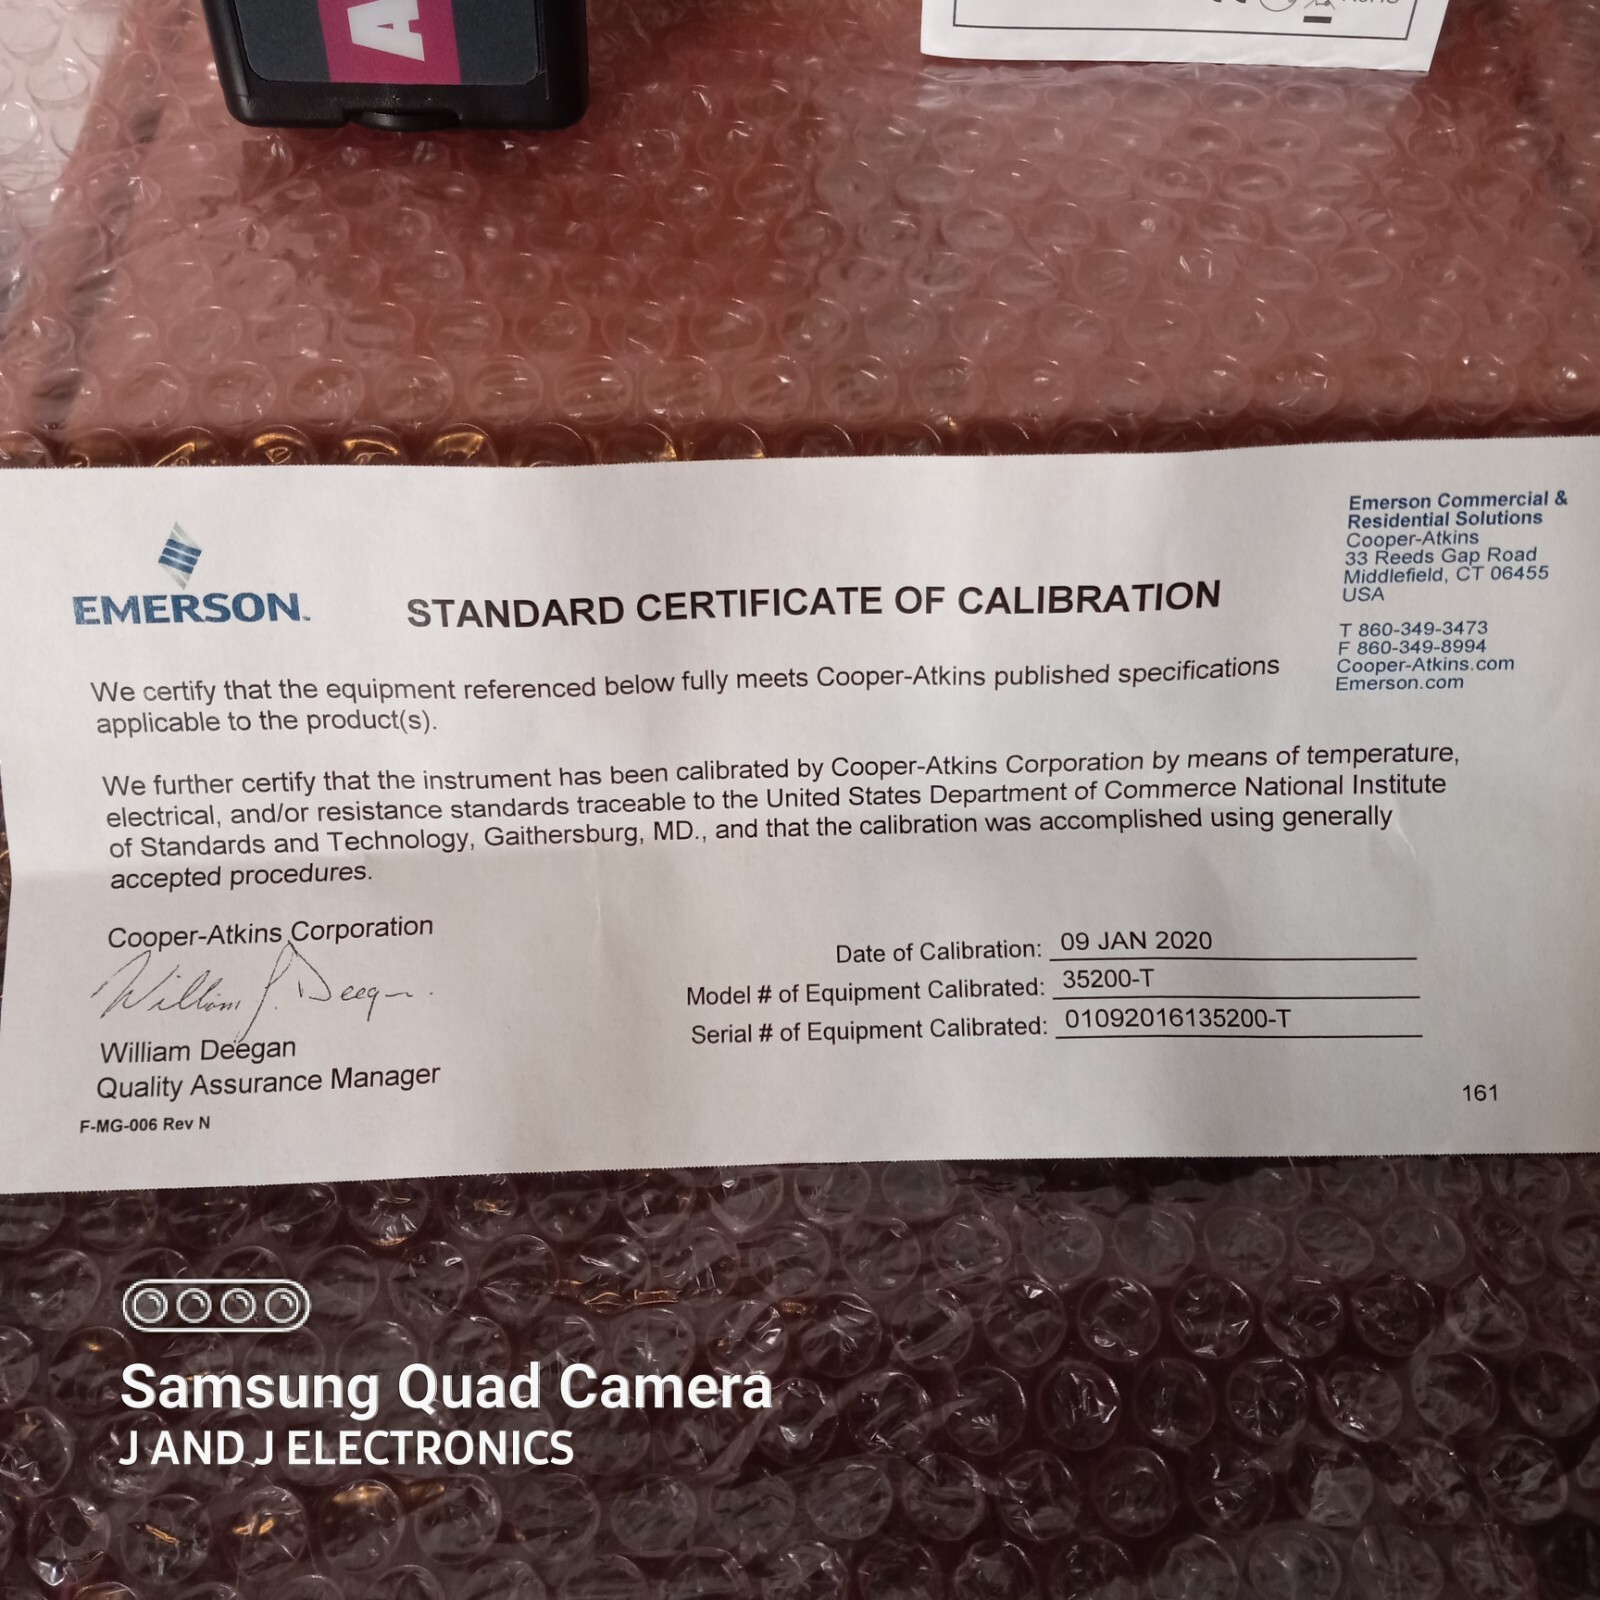 A
EMERSON.
STANDARD CERTIFICATE OF CALIBRATION
Emerson Commercial &
Residential Solutions
Cooper-Atkins
33 Reeds Gap Road
Middlefield, CT 06455
USA
T 860-349-3473
F 860-349-8994
Cooper-Atkins.com
Emerson.com
We certify that the equipment referenced below fully meets Cooper-Atkins published specifications
applicable to the product(s).
We further certify that the instrument has been calibrated by Cooper-Atkins Corporation by means of temperature,
electrical, and/or resistance standards traceable to the United States Department of Commerce National Institute
of Standards and Technology, Gaithersburg, MD., and that the calibration was accomplished using generally
accepted procedures.
Cooper-Atkins Corporation
William J. Deegan
William Deegan
Quality Assurance Manager
F-MG-006 Rev N
Date of Calibration: 09 JAN 2020
Model # of Equipment Calibrated: 35200-T
Serial # of Equipment Calibrated: 01092016135200-T
161
Samsung Quad Camera
J AND J ELECTRONICS